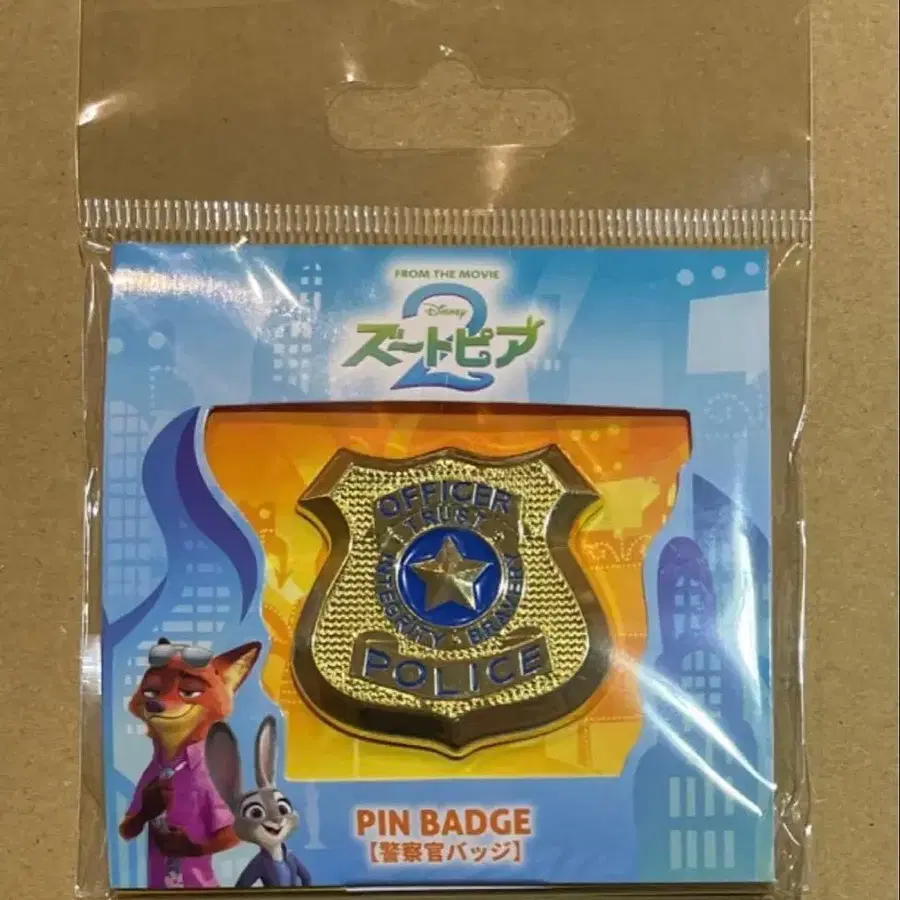 FROM THE MOVIE
Disney
ズートピア
2
OFFICER
TRUST
INTEGRITY BRAVERY
POLICE
PIN BADGE
【警察官バッジ】